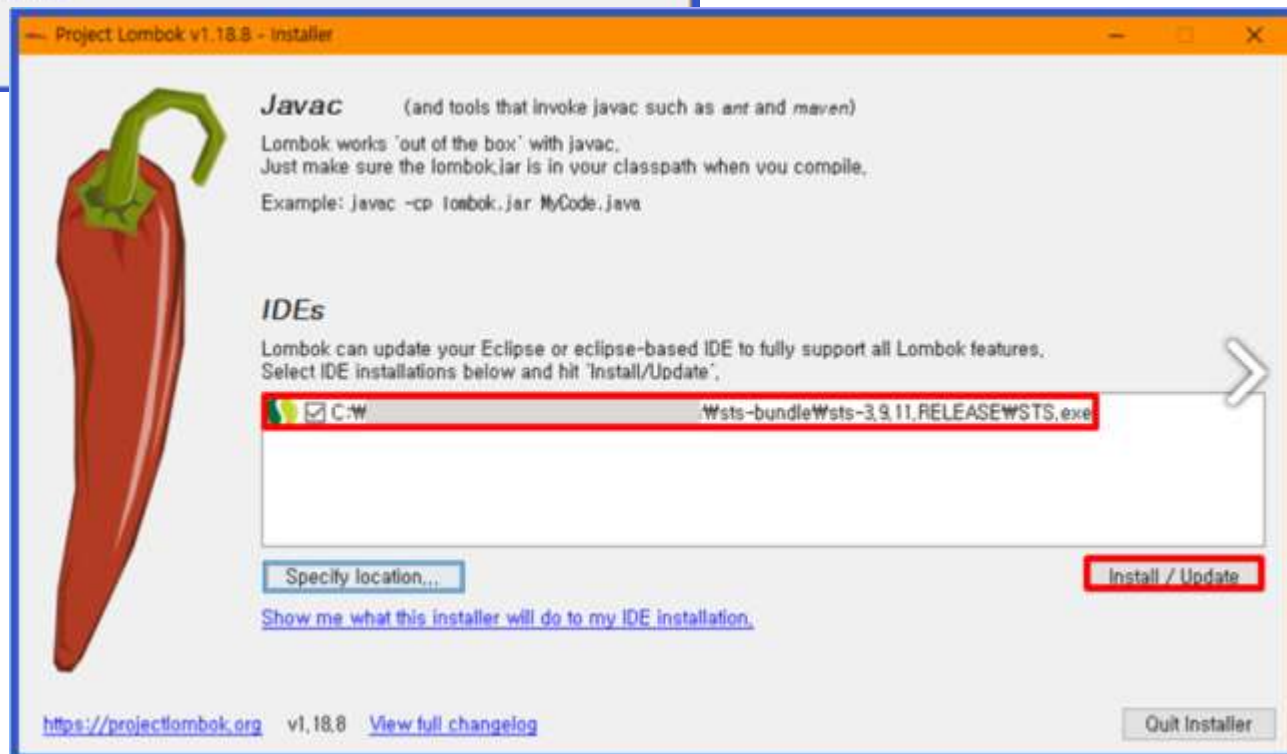 Project Lombok v1.18.8 - Installer
Javac (and tools that invoke javac such as ant and maven)
Lombok works 'out of the box' with javac.
Just make sure the lombok.jar is in your classpath when you compile.
Example: javac -cp lombok.jar MyCode.java
IDEs
Lombok can update your Eclipse or eclipse-based IDE to fully support all Lombok features.
Select IDE installations below and hit 'Install/Update'.
C:₩ ₩sts-bundle₩sts-3.9.11.RELEASE₩STS.exe
Specify location... Install / Update
Show me what this installer will do to my IDE installation.
https://projectlombok.org v1.18.8 View full changelog Quit Installer